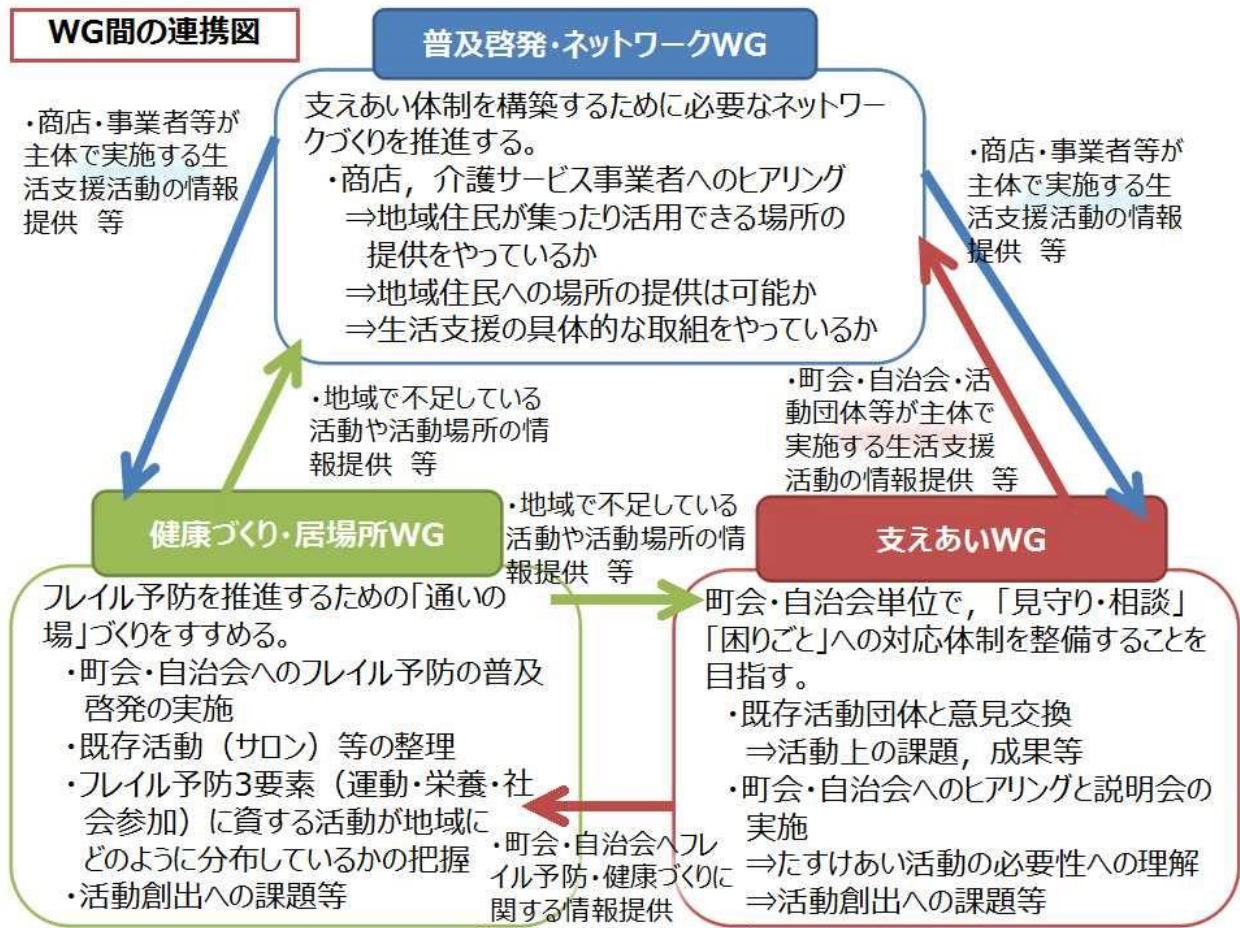 WG間の連携図
普及啓発・ネットワークWG
支えあい体制を構築するために必要なネットワー
クづくりを推進する。
・商店，介護サービス事業者へのヒアリング
⇒地域住民が集ったり活用できる場所の
提供をやっているか
⇒地域住民への場所の提供は可能か
⇒生活支援の具体的な取組をやっているか
・商店・事業者等が
主体で実施する生
活支援活動の情報
提供 等
・商店・事業者等が
主体で実施する生
活支援活動の情報
提供 等
・地域で不足している
活動や活動場所の情
報提供 等
・町会・自治会・活
動団体等が主体で
実施する生活支援
活動の情報提供 等
健康づくり・居場所WG
フレイル予防を推進するための「通いの
場」づくりをすすめる。
・町会・自治会へのフレイル予防の普及
啓発の実施
・既存活動（サロン）等の整理
・フレイル予防3要素（運動・栄養・社
会参加）に資する活動が地域に
どのように分布しているかの把握
・活動創出への課題等
・地域で不足している
活動や活動場所の情
報提供 等
・町会・自治会へフレ
イル予防・健康づくりに
関する情報提供
支えあいWG
町会・自治会単位で，「見守り・相談」
「困りごと」への対応体制を整備することを
目指す。
・既存活動団体と意見交換
⇒活動上の課題，成果等
・町会・自治会へのヒアリングと説明会の
実施
⇒たすけあい活動の必要性への理解
⇒活動創出への課題等